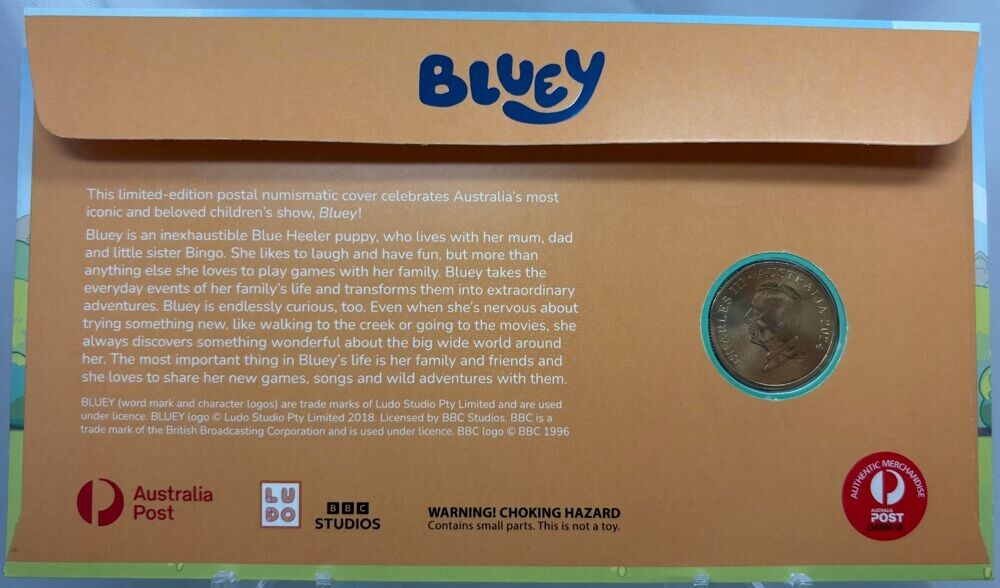 BLUEY
This limited-edition postal numismatic cover celebrates Australia's most
iconic and beloved children's show, Bluey!
Bluey is an inexhaustible Blue Heeler puppy, who lives with her mum, dad
and little sister Bingo. She likes to laugh and have fun, but more than
anything else she loves to play games with her family. Bluey takes the
everyday events of her family's life and transforms them into extraordinary
adventures. Bluey is endlessly curious, too. Even when she's nervous about
trying something new, like walking to the creek or going to the movies, she
always discovers something wonderful about the big wide world around
her. The most important thing in Bluey's life is her family and friends and
she loves to share her new games, songs and wild adventures with them.
BLUEY (word mark and character logos) are trade marks of Ludo Studio Pty Limited and are used
under licence. BLUEY logo © Ludo Studio Pty Limited 2018. Licensed by BBC Studios. BBC is a
trade mark of the British Broadcasting Corporation and is used under licence. BBC logo © BBC 1996
CHARLES III · AUSTRALIA 2024
Australia
Post
LU
DO
BBC
STUDIOS
WARNING! CHOKING HAZARD
Contains small parts. This is not a toy.
AUTHENTIC MERCHANDISE
AUSTRALIA
POST